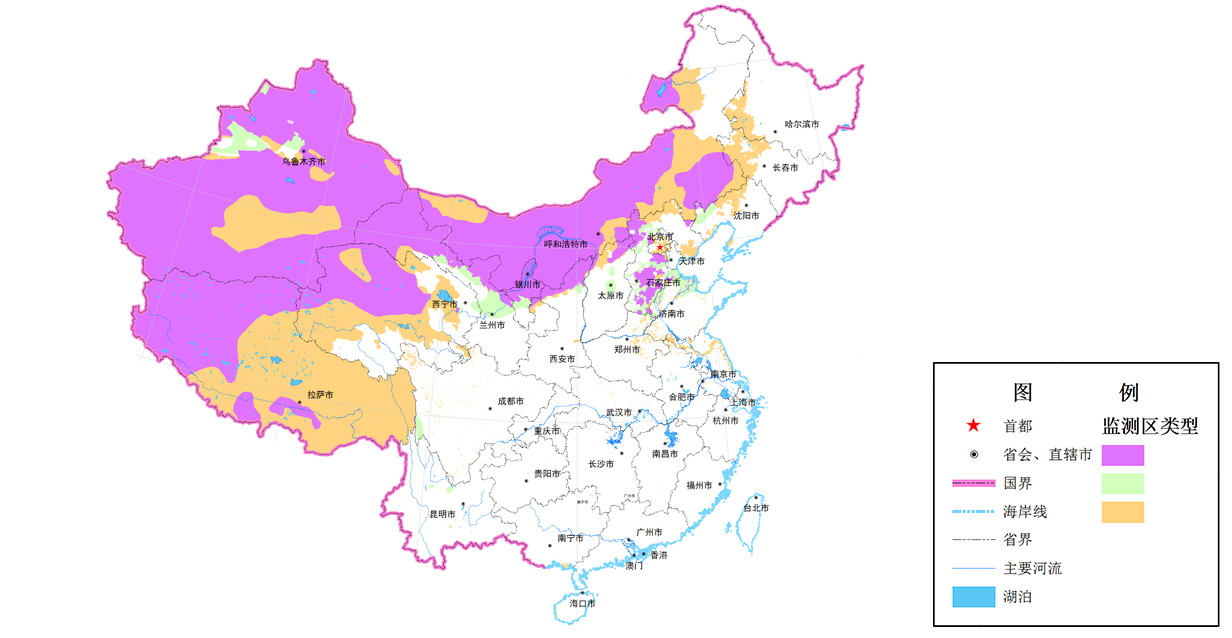 哈尔滨市
长春市
乌鲁木齐市
沈阳市
北京市
呼和浩特市
天津市
银川市
石家庄市
太原市
西宁市
济南市
兰州市
郑州市
西安市
南京市
拉萨市
合肥市
上海市
成都市
武汉市
杭州市
重庆市
南昌市
长沙市
贵阳市
福州市
台北市
昆明市
广州市
南宁市
香港
澳门
海口市
图 例
首都
监测区类型
省会、直辖市
国界
海岸线
省界
主要河流
湖泊